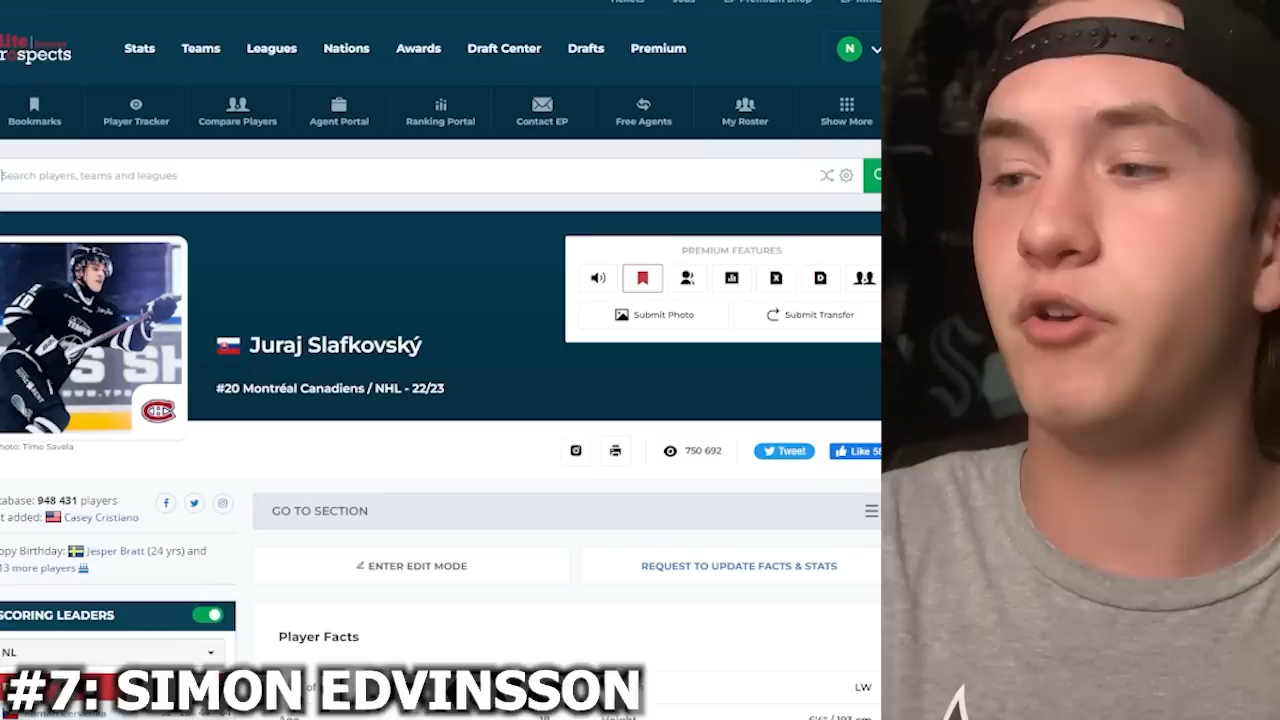 Stats Teams Leagues Nations Awards Draft Center Drafts Premium N
Bookmarks Player Tracker Compare Players Agent Portal Ranking Portal Contact EP Free Agents My Roster Show More
Search players, teams and leagues
PREMIUM FEATURES
Submit Photo Submit Transfer
Juraj Slafkovský
#20 Montréal Canadiens / NHL - 22/23
Timo Savela
750 692 Tweet Like
948 431 players
Casey Cristiano
GO TO SECTION
Jesper Bratt (24 yrs) and
13 more players
ENTER EDIT MODE REQUEST TO UPDATE FACTS & STATS
SCORING LEADERS
Player Facts
NL
LW
#7: SIMON EDVINSSON